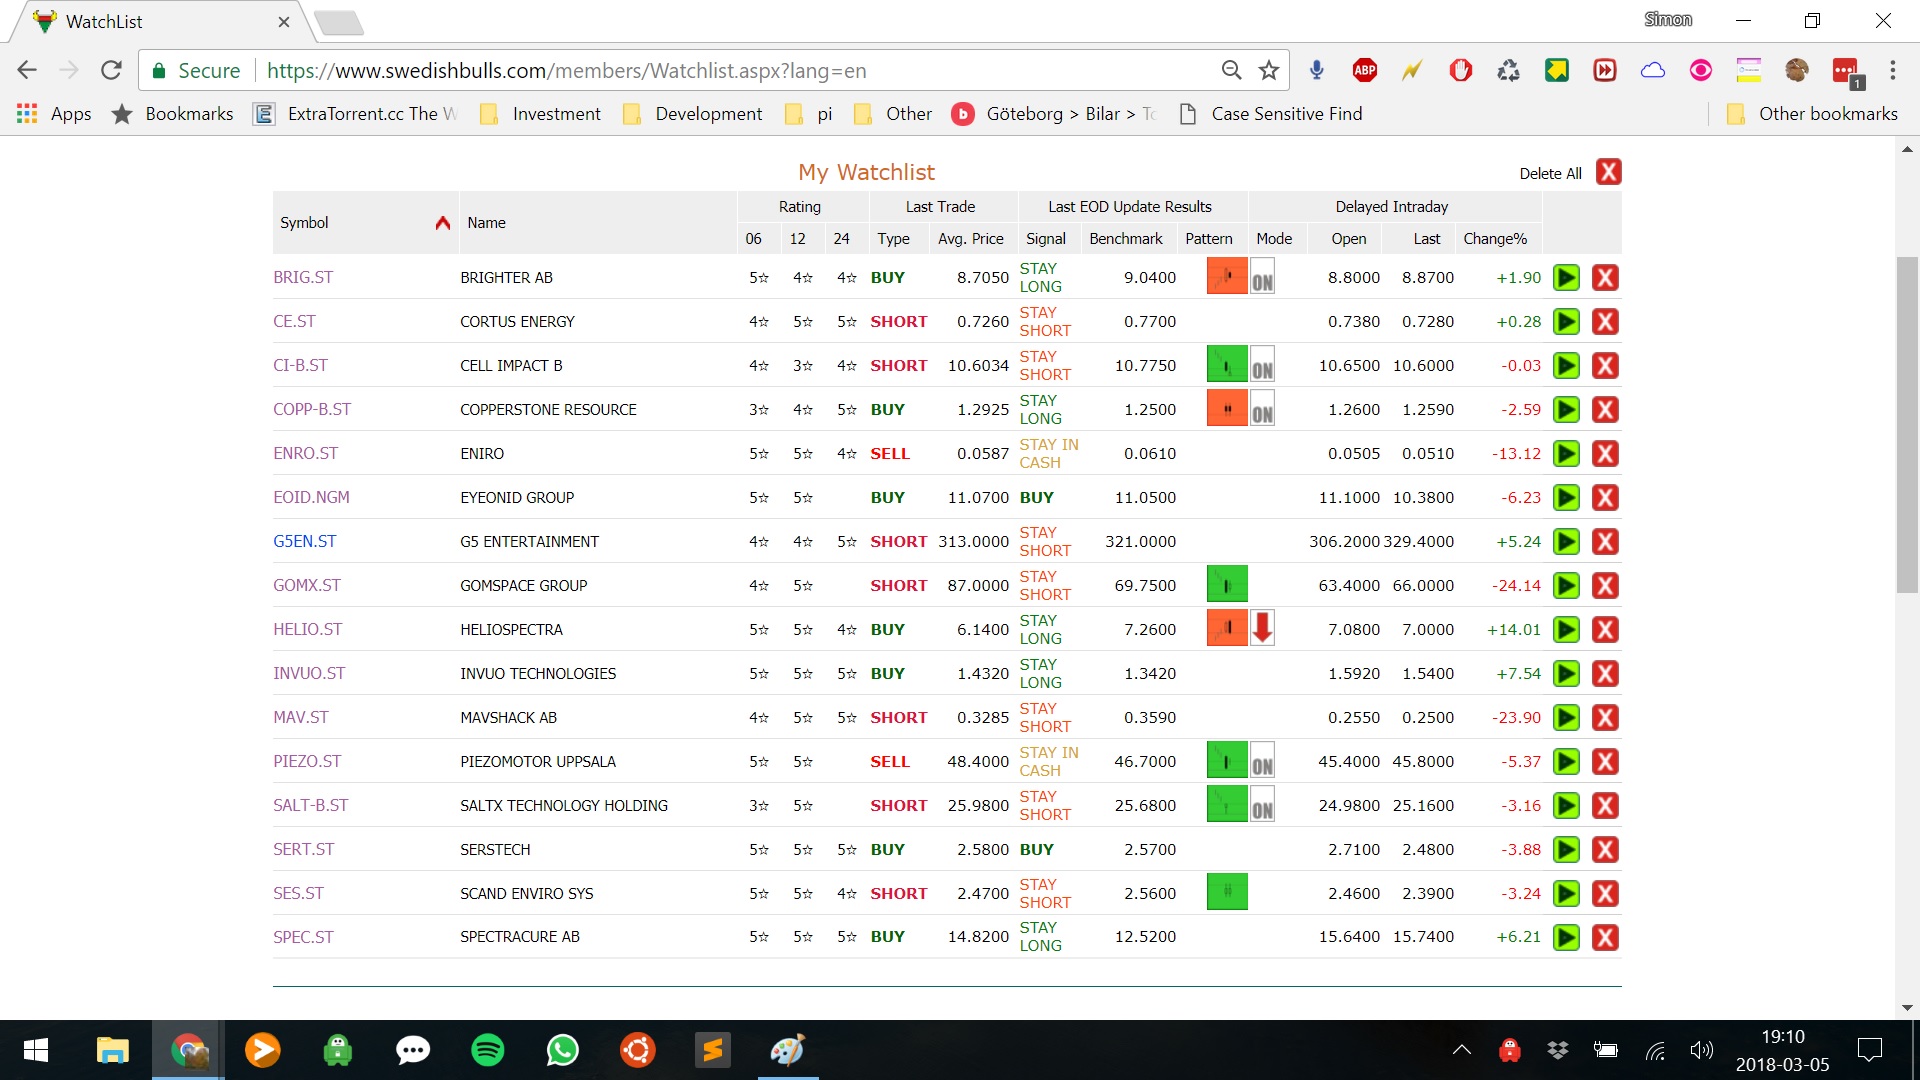 WatchList
Simon
Secure https://www.swedishbulls.com/members/Watchlist.aspx?lang=en ABP 1
Apps Bookmarks E ExtraTorrent.cc The Investment Development pi Other b Göteborg > Bilar > Case Sensitive Find Other bookmarks
My Watchlist Delete All X
Symbol Name Rating Last Trade Last EOD Update Results Delayed Intraday
06 12 24 Type Avg. Price Signal Benchmark Pattern Mode Open Last Change%
BRIG.ST BRIGHTER AB 5☆ 4☆ 4☆ BUY 8.7050 STAY LONG 9.0400 ON 8.8000 8.8700 +1.90 X
CE.ST CORTUS ENERGY 4☆ 5☆ 5☆ SHORT 0.7260 STAY SHORT 0.7700 0.7380 0.7280 +0.28 X
CI-B.ST CELL IMPACT B 4☆ 3☆ 4☆ SHORT 10.6034 STAY SHORT 10.7750 ON 10.6500 10.6000 -0.03 X
COPP-B.ST COPPERSTONE RESOURCE 3☆ 4☆ 5☆ BUY 1.2925 STAY LONG 1.2500 ON 1.2600 1.2590 -2.59 X
ENRO.ST ENIRO 5☆ 5☆ 4☆ SELL 0.0587 STAY IN CASH 0.0610 0.0505 0.0510 -13.12 X
EOID.NGM EYEONID GROUP 5☆ 5☆ BUY 11.0700 BUY 11.0500 11.1000 10.3800 -6.23 X
G5EN.ST G5 ENTERTAINMENT 4☆ 4☆ 5☆ SHORT 313.0000 STAY SHORT 321.0000 306.2000 329.4000 +5.24 X
GOMX.ST GOMSPACE GROUP 4☆ 5☆ SHORT 87.0000 STAY SHORT 69.7500 63.4000 66.0000 -24.14 X
HELIO.ST HELIOSPECTRA 5☆ 5☆ 4☆ BUY 6.1400 STAY LONG 7.2600 7.0800 7.0000 +14.01 X
INVUO.ST INVUO TECHNOLOGIES 5☆ 5☆ 5☆ BUY 1.4320 STAY LONG 1.3420 1.5920 1.5400 +7.54 X
MAV.ST MAVSHACK AB 4☆ 5☆ 5☆ SHORT 0.3285 STAY SHORT 0.3590 0.2550 0.2500 -23.90 X
PIEZO.ST PIEZOMOTOR UPPSALA 5☆ 5☆ SELL 48.4000 STAY IN CASH 46.7000 ON 45.4000 45.8000 -5.37 X
SALT-B.ST SALTX TECHNOLOGY HOLDING 3☆ 5☆ SHORT 25.9800 STAY SHORT 25.6800 ON 24.9800 25.1600 -3.16 X
SERT.ST SERSTECH 5☆ 5☆ 5☆ BUY 2.5800 BUY 2.5700 2.7100 2.4800 -3.88 X
SES.ST SCAND ENVIRO SYS 5☆ 5☆ 4☆ SHORT 2.4700 STAY SHORT 2.5600 2.4600 2.3900 -3.24 X
SPEC.ST SPECTRACURE AB 5☆ 5☆ 5☆ BUY 14.8200 STAY LONG 12.5200 15.6400 15.7400 +6.21 X
19:10
2018-03-05